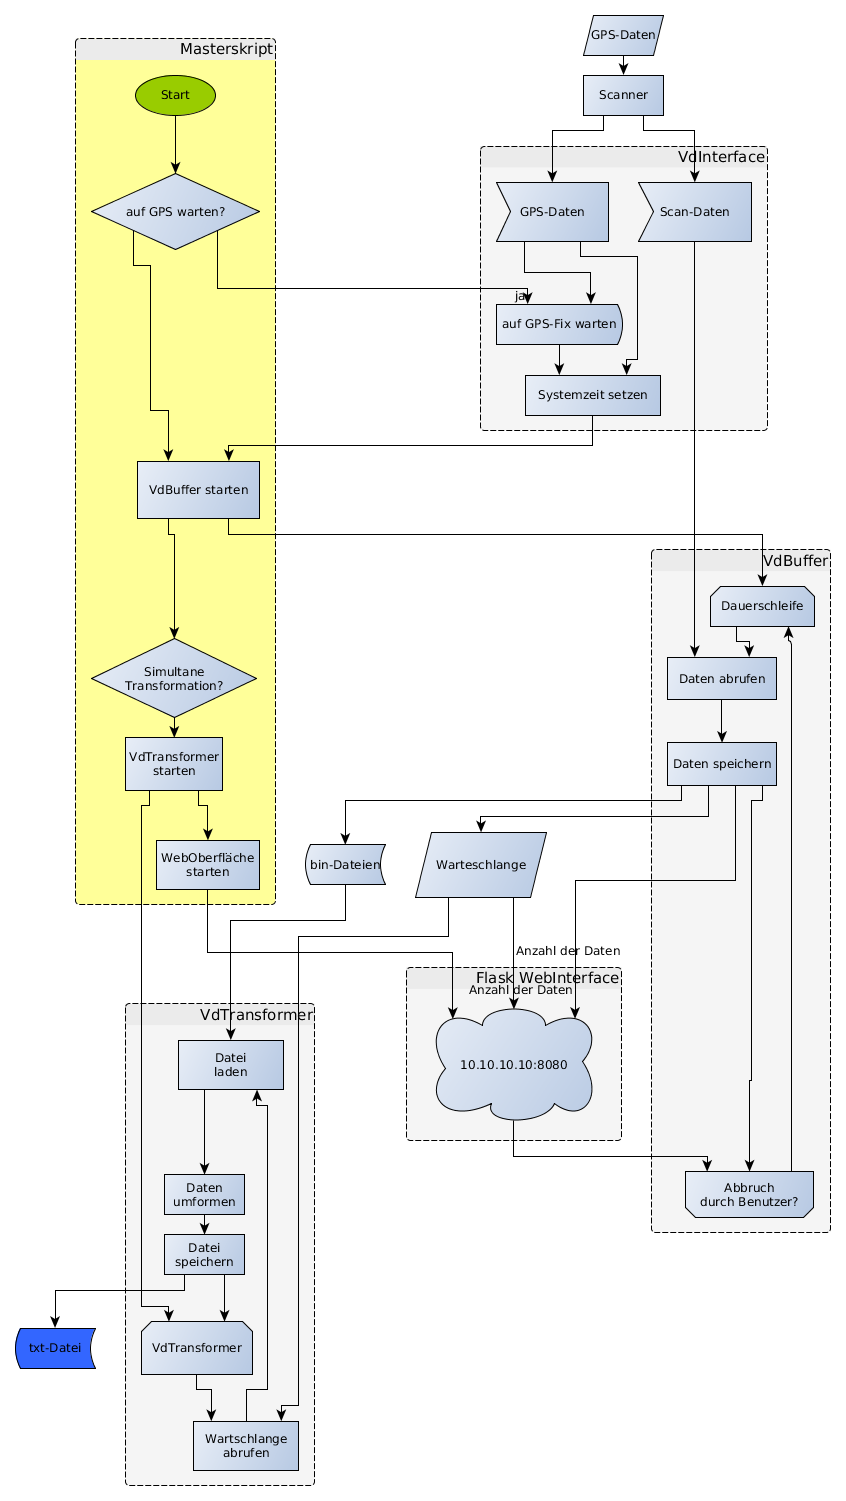 GPS-Daten
Masterskript
Start
Scanner
VdInterface
auf GPS warten?
GPS-Daten
Scan-Daten
ja
auf GPS-Fix warten
Systemzeit setzen
VdBuffer starten
VdBuffer
Dauerschleife
Simultane
Transformation?
Daten abrufen
VdTransformer
starten
Daten speichern
WebOberfläche
starten
bin-Dateien
Warteschlange
Anzahl der Daten
Flask WebInterface
Anzahl der Daten
VdTransformer
Datei
laden
10.10.10.10:8080
Daten
umformen
Abbruch
durch Benutzer?
Datei
speichern
txt-Datei
VdTransformer
Wartschlange
abrufen